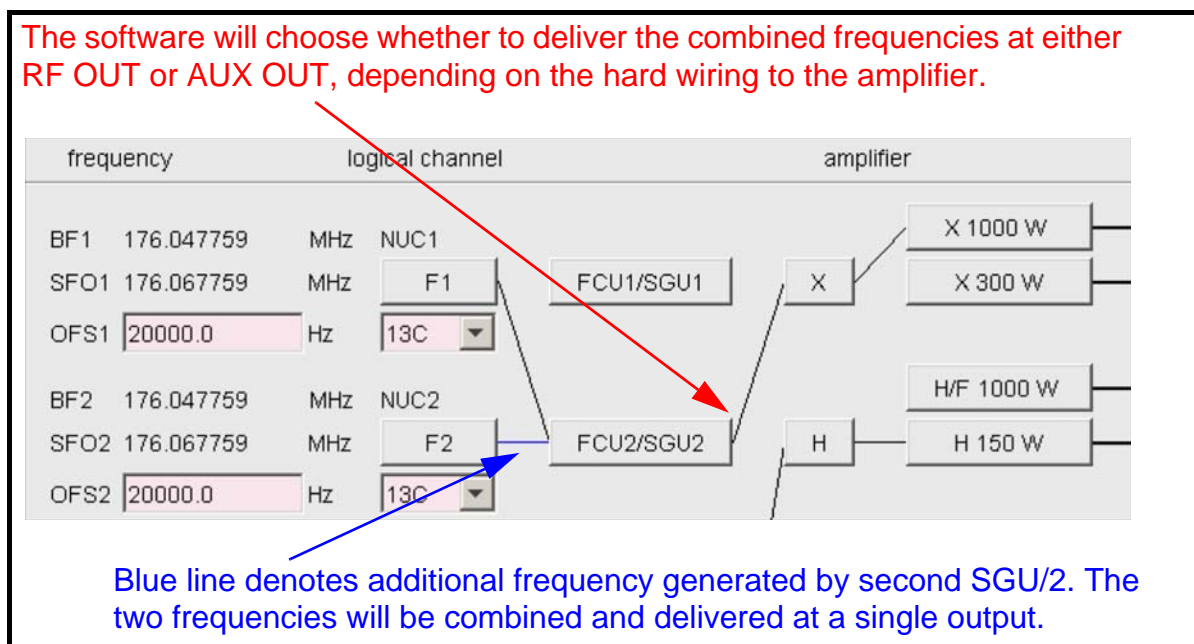 The software will choose whether to deliver the combined frequencies at either
RF OUT or AUX OUT, depending on the hard wiring to the amplifier.
frequency logical channel amplifier
BF1 176.047759 MHz NUC1 X 1000 W
SFO1 176.067759 MHz F1 FCU1/SGU1 X X 300 W
OFS1 20000.0 Hz 13C
BF2 176.047759 MHz NUC2 H/F 1000 W
SFO2 176.067759 MHz F2 FCU2/SGU2 H H 150 W
OFS2 20000.0 Hz 13C
Blue line denotes additional frequency generated by second SGU/2. The
two frequencies will be combined and delivered at a single output.